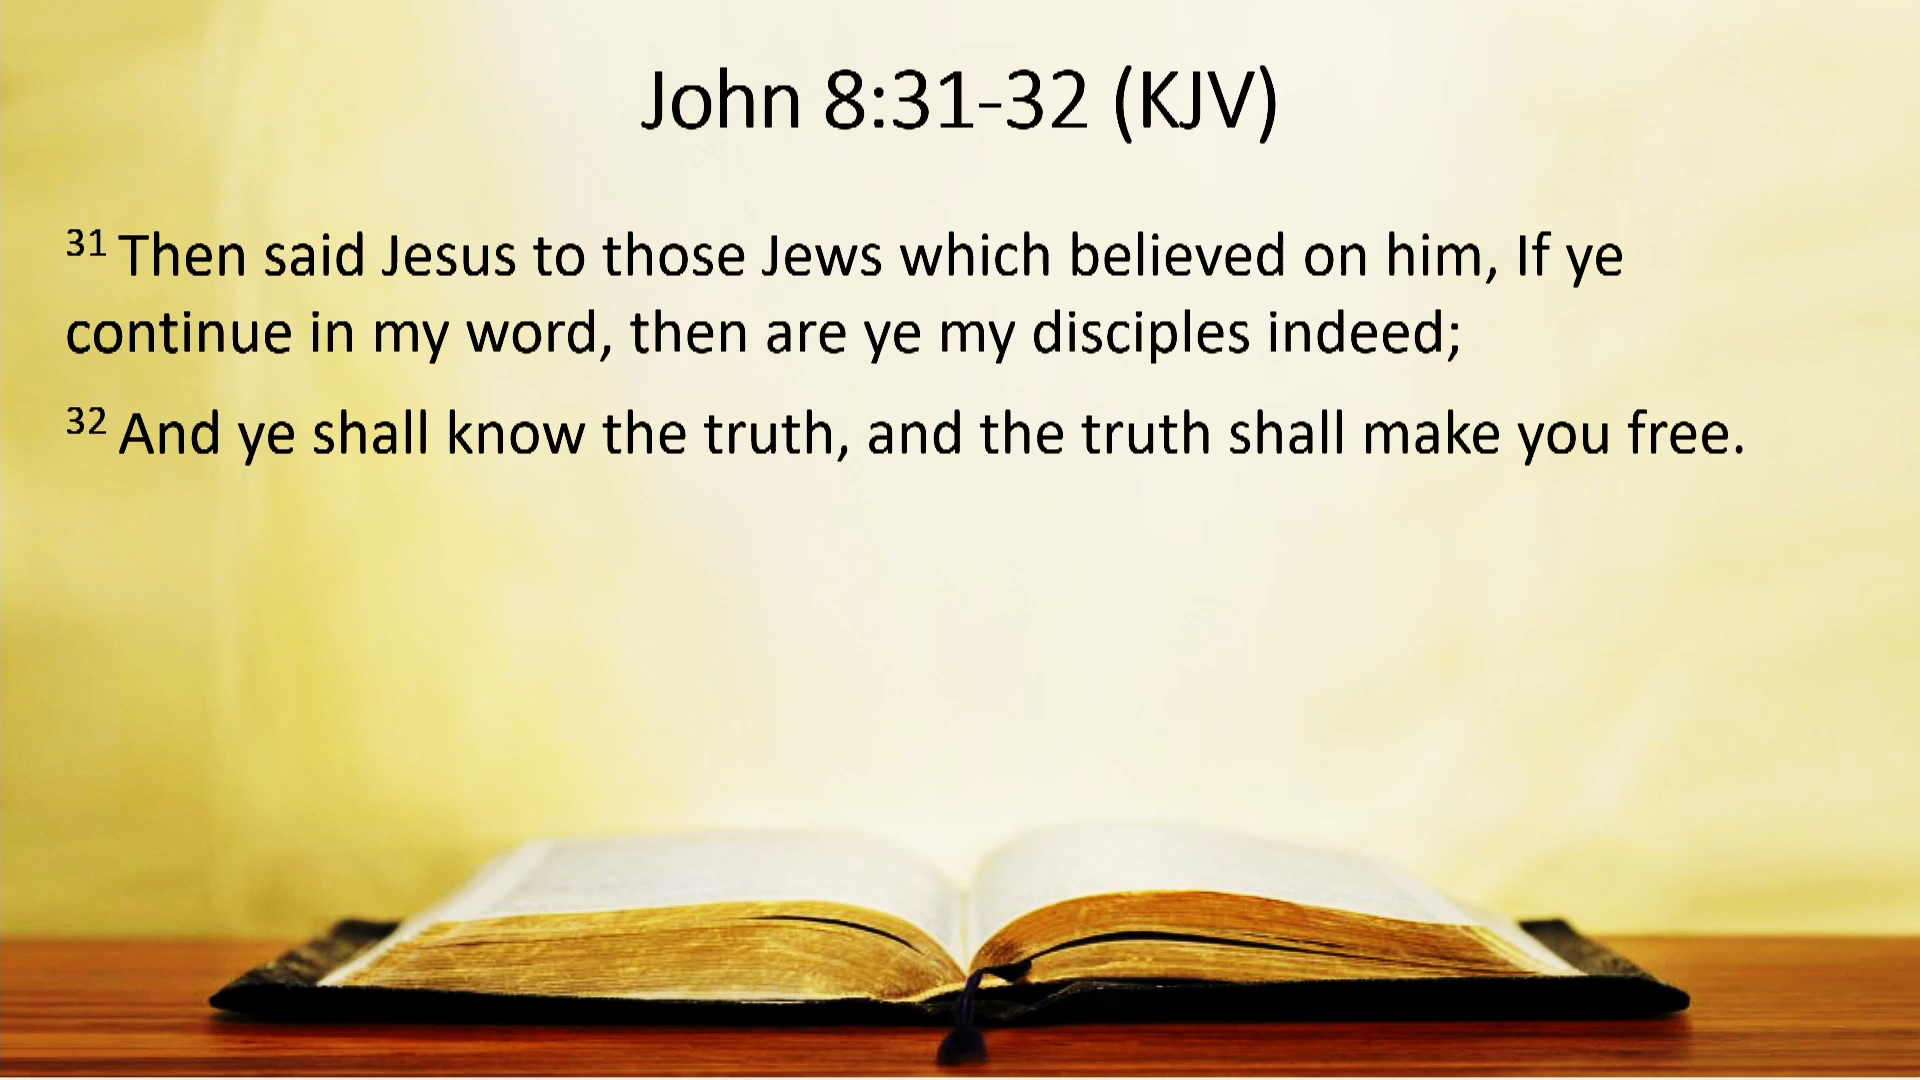 John 8:31-32 (KJV)
31 Then said Jesus to those Jews which believed on him, If ye
continue in my word, then are ye my disciples indeed;
32 And ye shall know the truth, and the truth shall make you free.